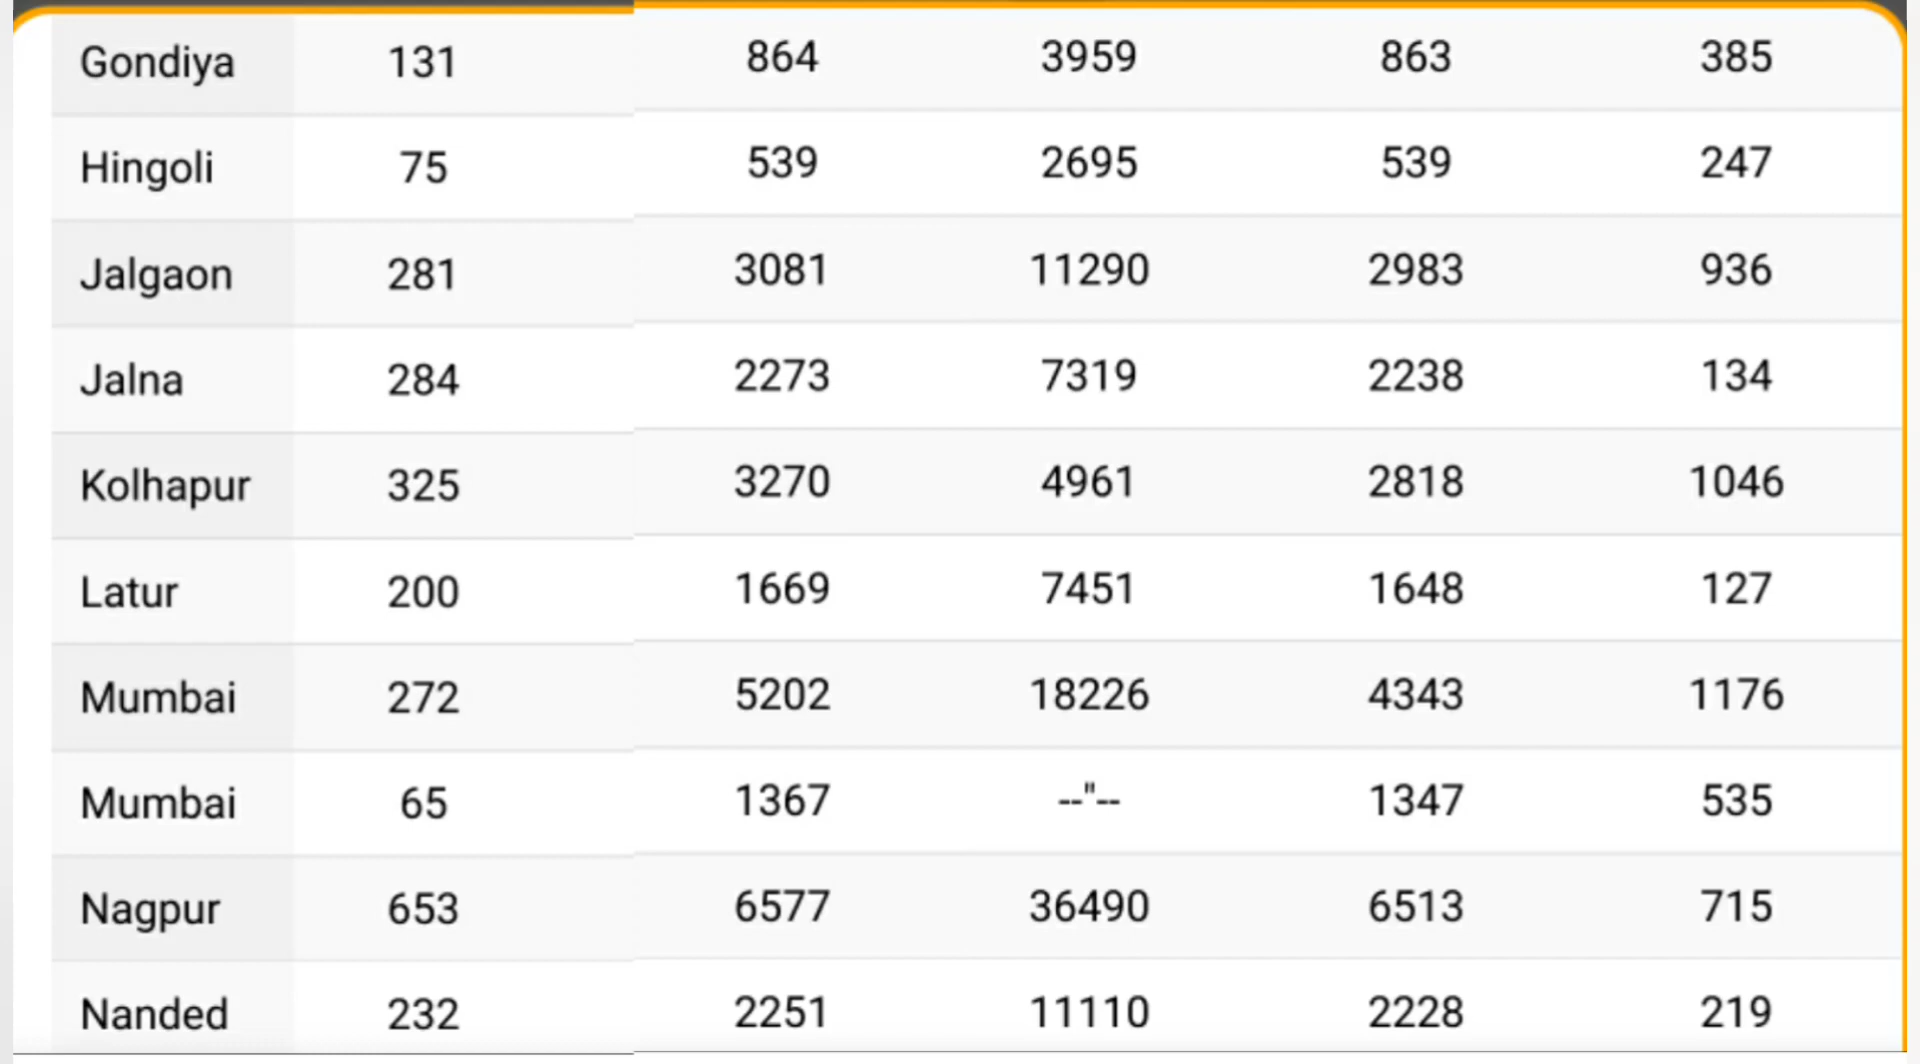 Gondiya 131 864 3959 863 385
Hingoli 75 539 2695 539 247
Jalgaon 281 3081 11290 2983 936
Jalna 284 2273 7319 2238 134
Kolhapur 325 3270 4961 2818 1046
Latur 200 1669 7451 1648 127
Mumbai 272 5202 18226 4343 1176
Mumbai 65 1367 --"-- 1347 535
Nagpur 653 6577 36490 6513 715
Nanded 232 2251 11110 2228 219